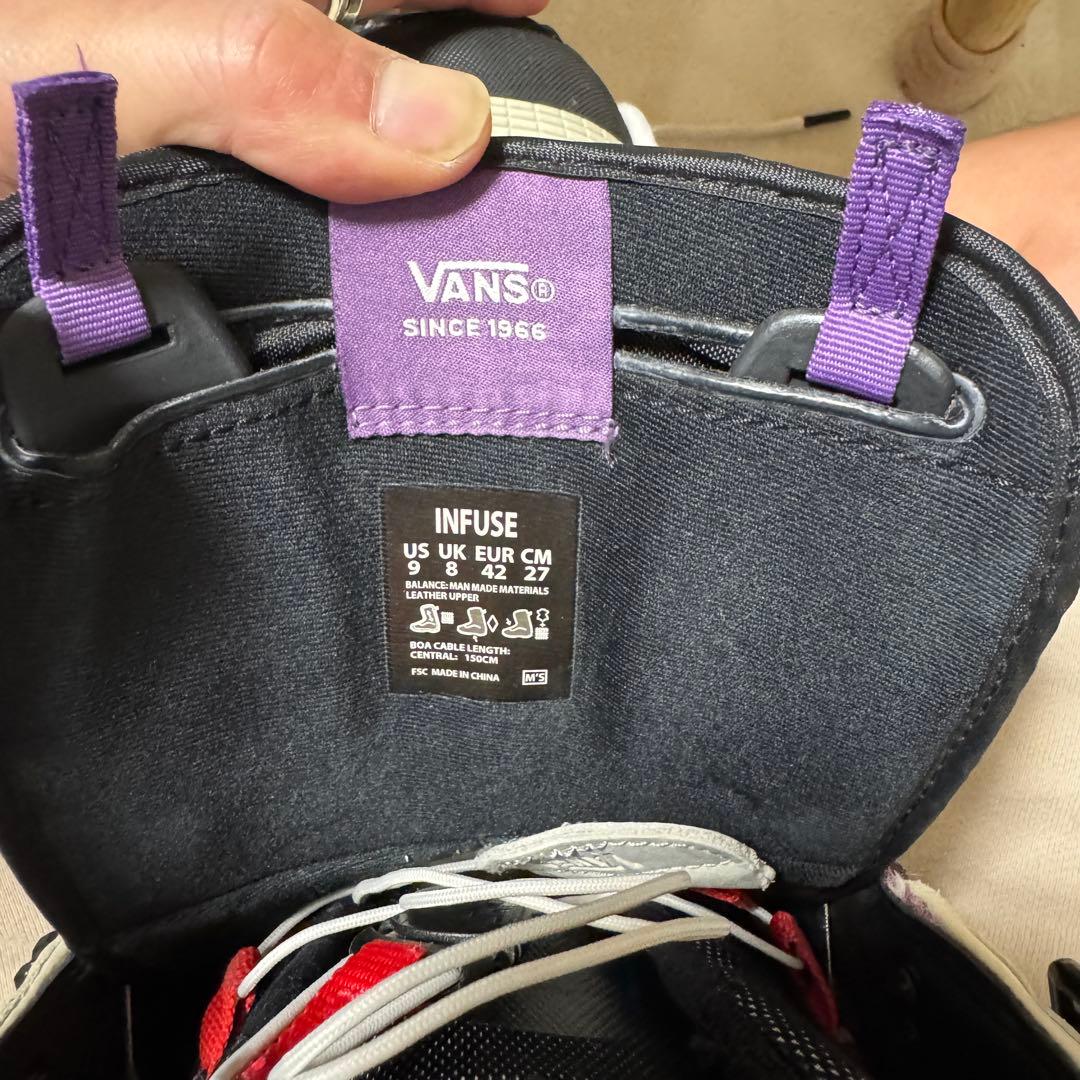 VANS®
SINCE 1966
INFUSE
US UK EUR CM
9 8 42 27
BALANCE: MAN MADE MATERIALS
LEATHER UPPER
BOA CABLE LENGTH:
CENTRAL: 150CM
FSC MADE IN CHINA M'S